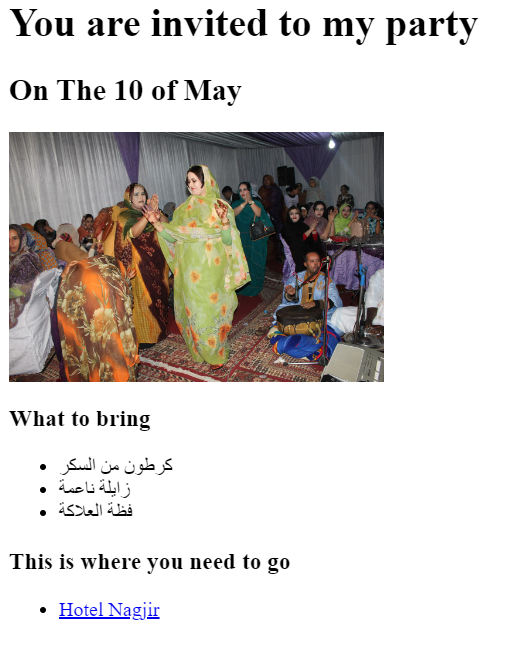 You are invited to my party
On The 10 of May
What to bring
كرطون من السكر
زايلة ناعمة
فظة العلاكة
This is where you need to go
Hotel Nagjir